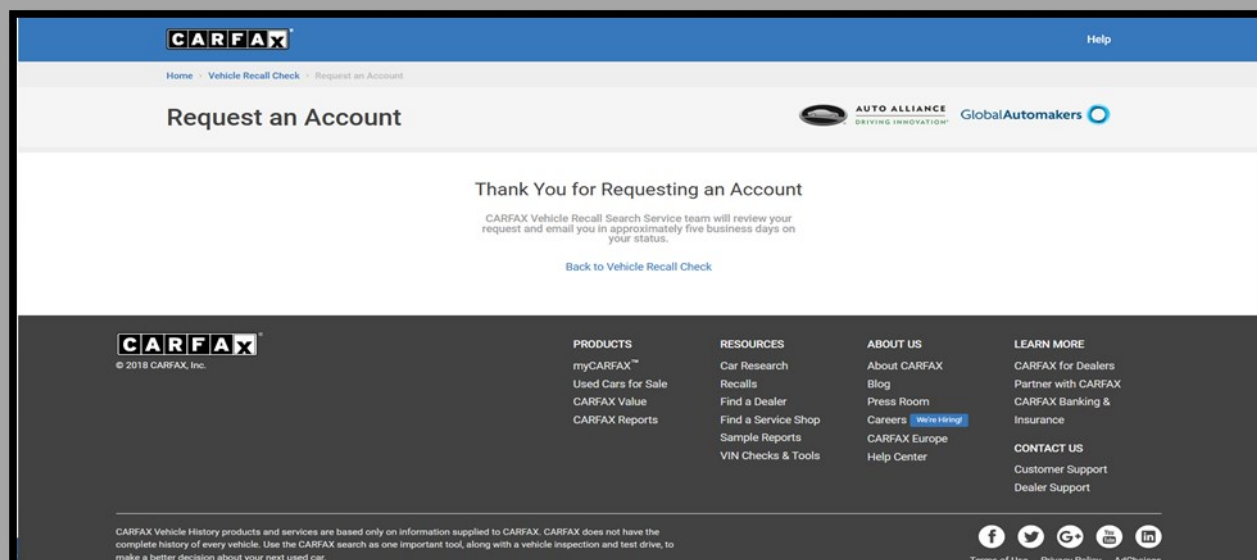 CARFAX
Help
Home › Vehicle Recall Check › Request an Account
Request an Account
AUTO ALLIANCE
DRIVING INNOVATION®
GlobalAutomakers
Thank You for Requesting an Account
CARFAX Vehicle Recall Search Service team will review your
request and email you in approximately five business days on
your status.
Back to Vehicle Recall Check
CARFAX®
© 2018 CARFAX, Inc.
PRODUCTS
myCARFAX™
Used Cars for Sale
CARFAX Value
CARFAX Reports
RESOURCES
Car Research
Recalls
Find a Dealer
Find a Service Shop
Sample Reports
VIN Checks & Tools
ABOUT US
About CARFAX
Blog
Press Room
Careers We're Hiring!
CARFAX Europe
Help Center
LEARN MORE
CARFAX for Dealers
Partner with CARFAX
CARFAX Banking &
Insurance
CONTACT US
Customer Support
Dealer Support
CARFAX Vehicle History products and services are based only on information supplied to CARFAX. CARFAX does not have the
complete history of every vehicle. Use the CARFAX search as one important tool, along with a vehicle inspection and test drive, to
make a better decision about your next used car.
f
G+
You Tube
in
Terms of Use Privacy Policy AdChoices